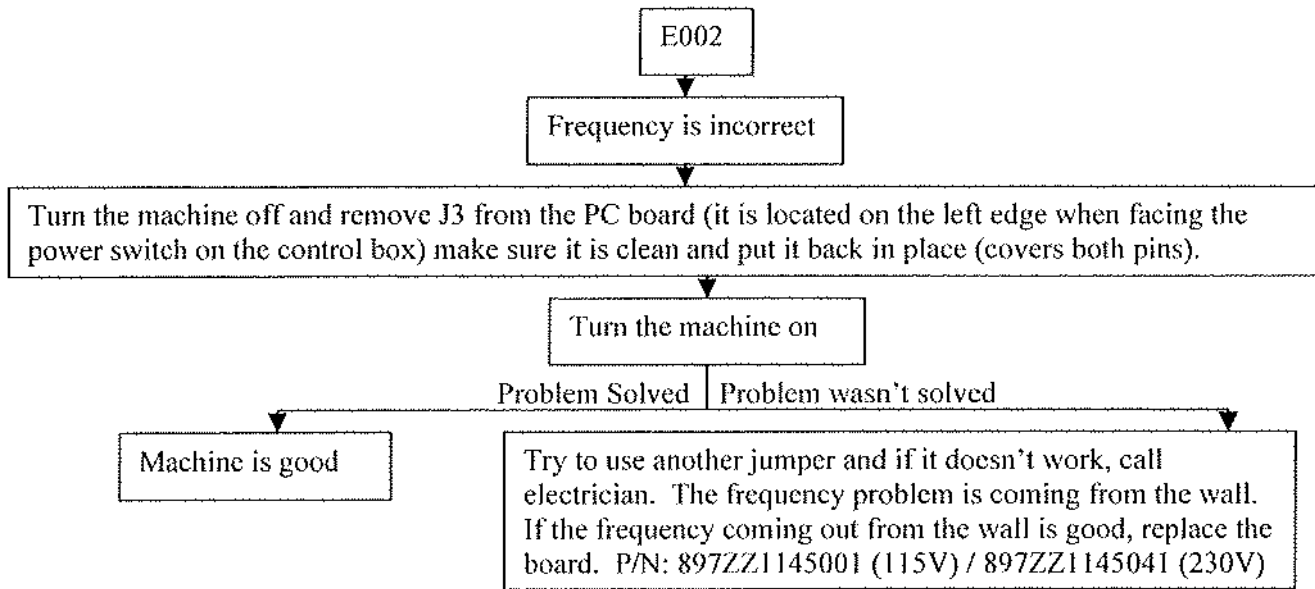 E002
Frequency is incorrect
Turn the machine off and remove J3 from the PC board (it is located on the left edge when facing the
power switch on the control box) make sure it is clean and put it back in place (covers both pins).
Turn the machine on
Problem Solved
Problem wasn't solved
Machine is good
Try to use another jumper and if it doesn't work, call
electrician. The frequency problem is coming from the wall.
If the frequency coming out from the wall is good, replace the
board. P/N: 897ZZ1145001 (115V) / 897ZZ1145041 (230V)